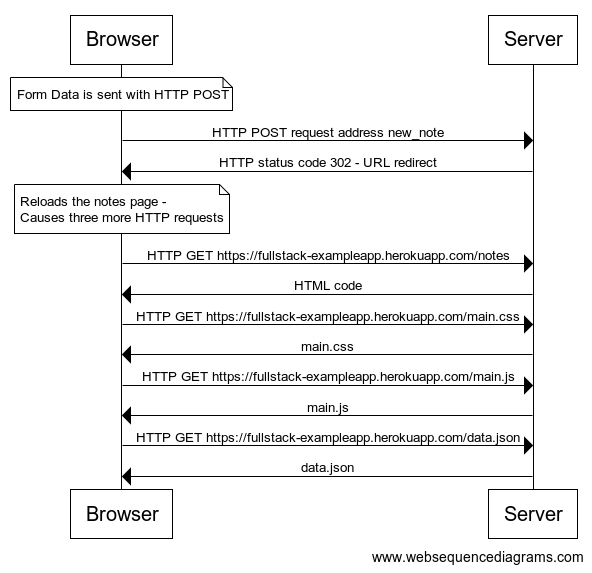 Browser
Server
Form Data is sent with HTTP POST
HTTP POST request address new_note
HTTP status code 302 - URL redirect
Reloads the notes page -
Causes three more HTTP requests
HTTP GET https://fullstack-exampleapp.herokuapp.com/notes
HTML code
HTTP GET https://fullstack-exampleapp.herokuapp.com/main.css
main.css
HTTP GET https://fullstack-exampleapp.herokuapp.com/main.js
main.js
HTTP GET https://fullstack-exampleapp.herokuapp.com/data.json
data.json
Browser
Server
www.websequencediagrams.com